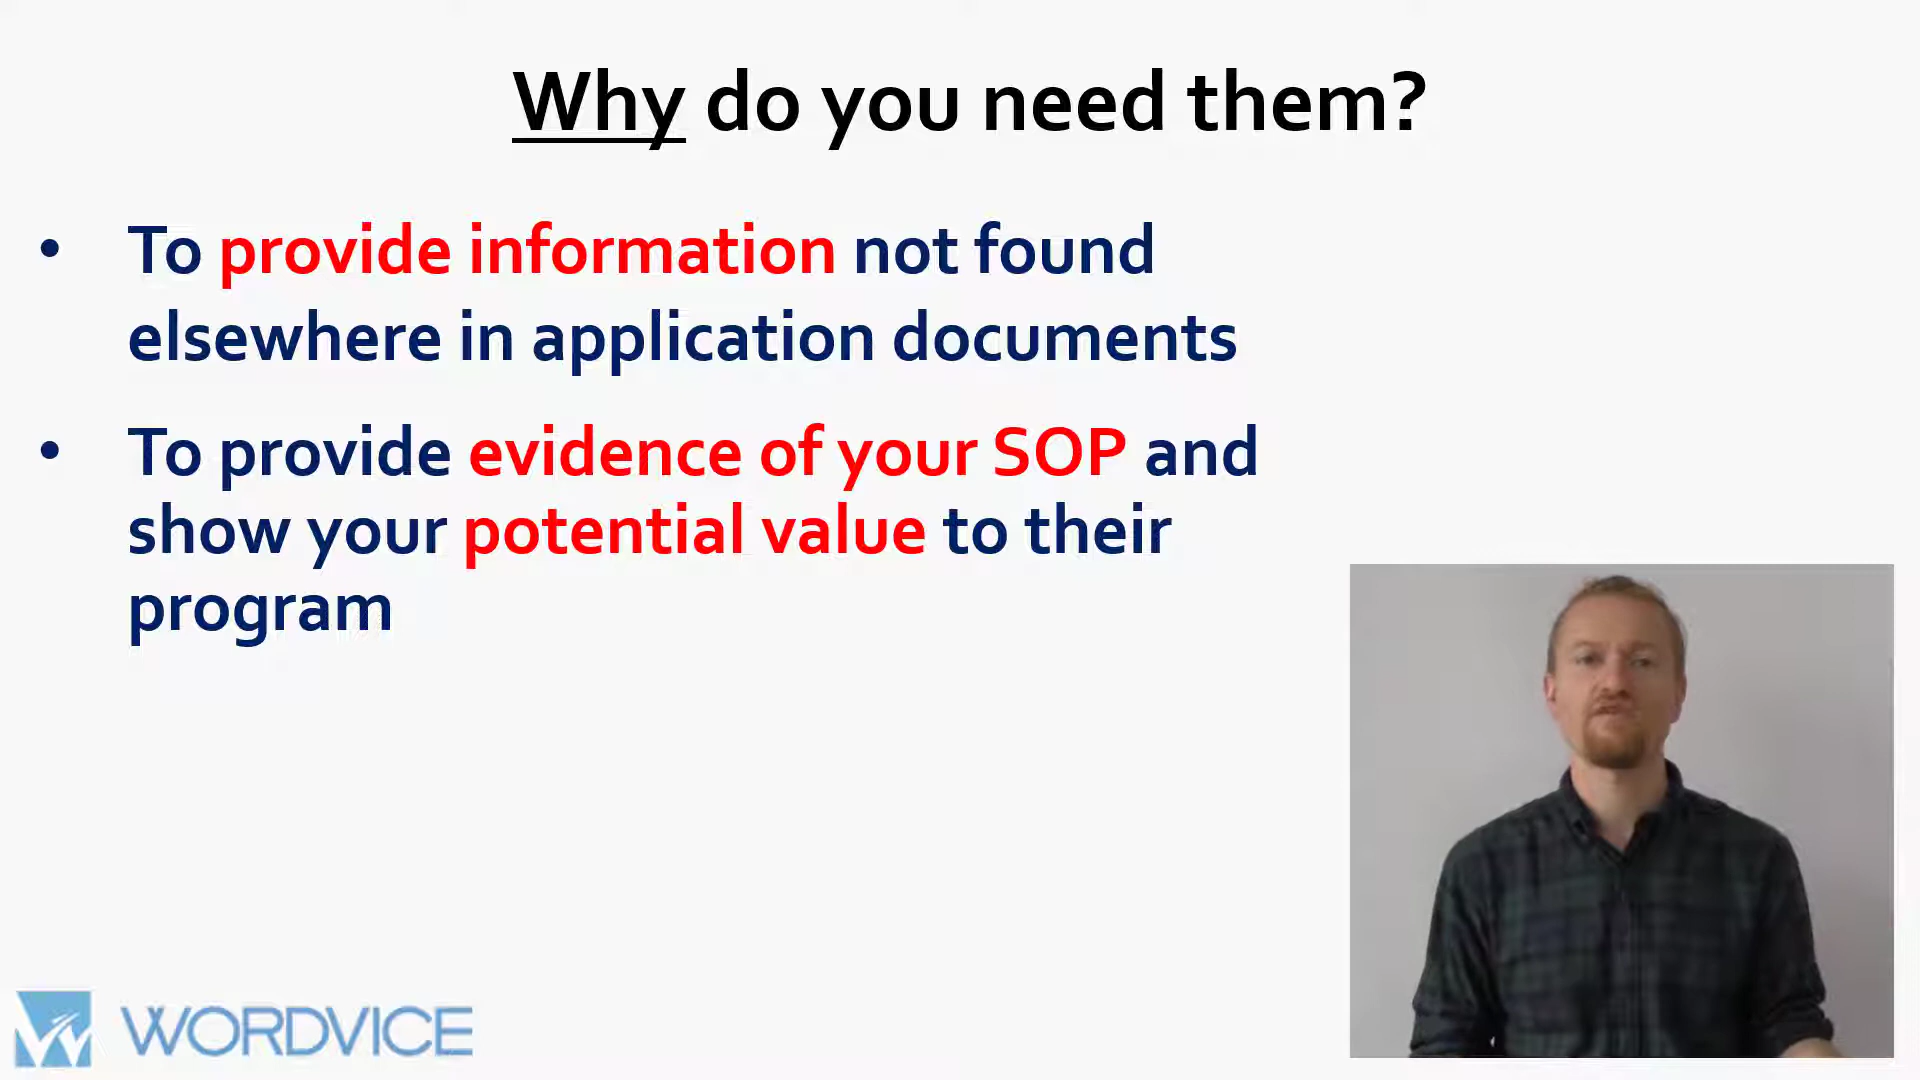 Why do you need them?
• To provide information not found
elsewhere in application documents
• To provide evidence of your SOP and
show your potential value to their
program
WORDVICE